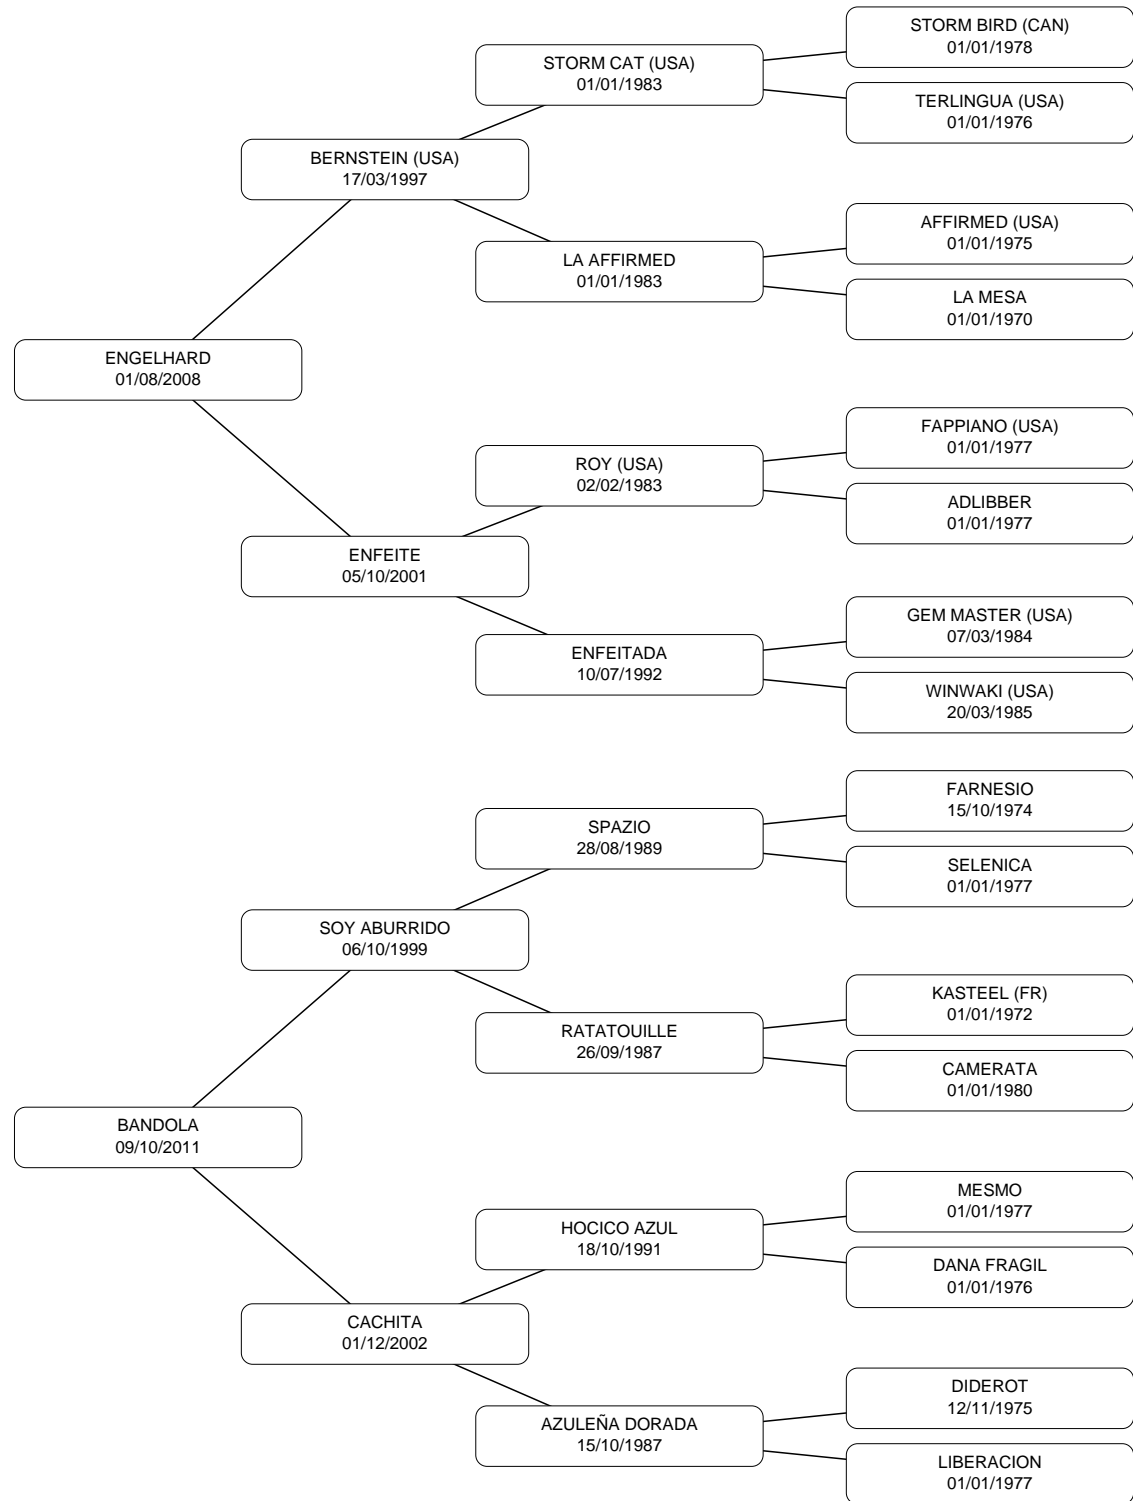 STORM BIRD (CAN)
01/01/1978
STORM CAT (USA)
01/01/1983
TERLINGUA (USA)
01/01/1976
BERNSTEIN (USA)
17/03/1997
AFFIRMED (USA)
01/01/1975
LA AFFIRMED
01/01/1983
LA MESA
01/01/1970
ENGELHARD
01/08/2008
FAPPIANO (USA)
01/01/1977
ROY (USA)
02/02/1983
ADLIBBER
01/01/1977
ENFEITE
05/10/2001
GEM MASTER (USA)
07/03/1984
ENFEITADA
10/07/1992
WINWAKI (USA)
20/03/1985
FARNESIO
15/10/1974
SPAZIO
28/08/1989
SELENICA
01/01/1977
SOY ABURRIDO
06/10/1999
KASTEEL (FR)
01/01/1972
RATATOUILLE
26/09/1987
CAMERATA
01/01/1980
BANDOLA
09/10/2011
MESMO
01/01/1977
HOCICO AZUL
18/10/1991
DANA FRAGIL
01/01/1976
CACHITA
01/12/2002
DIDEROT
12/11/1975
AZULEÑA DORADA
15/10/1987
LIBERACION
01/01/1977